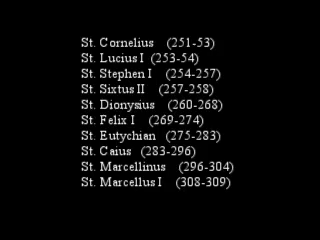 St. Cornelius (251-53)
St. Lucius I (253-54)
St. Stephen I (254-257)
St. Sixtus II (257-258)
St. Dionysius (260-268)
St. Felix I (269-274)
St. Eutychian (275-283)
St. Caius (283-296)
St. Marcellinus (296-304)
St. Marcellus I (308-309)